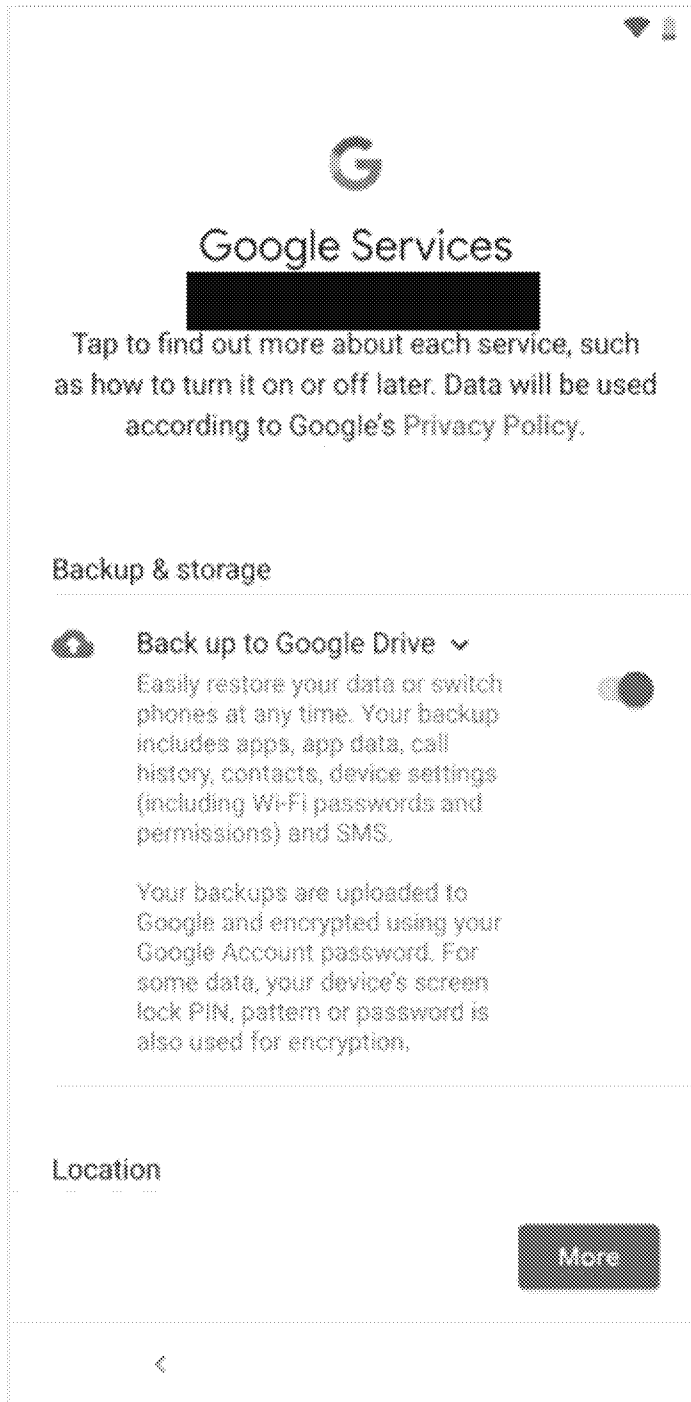 Google Services
Tap to find out more about each service, such
as how to turn it on or off later. Data will be used
according to Google's Privacy Policy.
Backup & storage
Back up to Google Drive
Easily restore your data or switch
phones at any time. Your backup
includes apps, app data, call
history, contacts, device settings
(including Wi-Fi passwords and
permissions) and SMS.
Your backups are uploaded to
Google and encrypted using your
Google Account password. For
some data, your device's screen
lock PIN, pattern or password is
also used for encryption.
Location
More